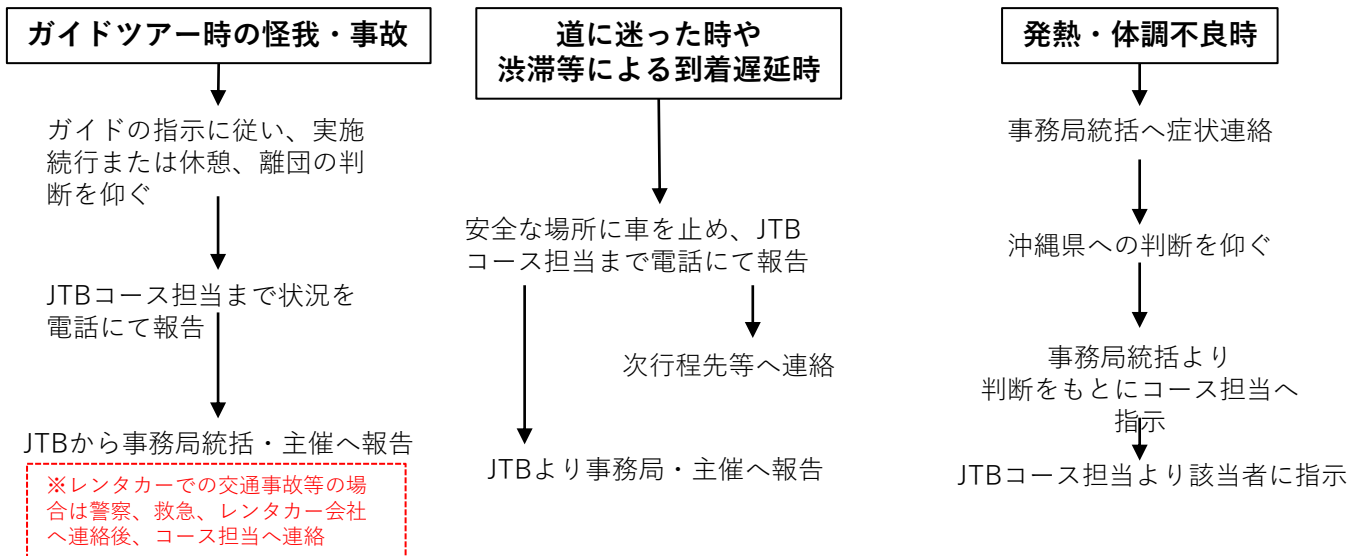 ガイドツアー時の怪我・事故
ガイドの指示に従い、実施
続行または休憩、離団の判
断を仰ぐ
JTBコース担当まで状況を
電話にて報告
JTBから事務局統括・主催へ報告
※レンタカーでの交通事故等の場
合は警察、救急、レンタカー会社
へ連絡後、コース担当へ連絡
道に迷った時や
渋滞等による到着遅延時
安全な場所に車を止め、JTB
コース担当まで電話にて報告
次行程先等へ連絡
JTBより事務局・主催へ報告
発熱・体調不良時
事務局統括へ症状連絡
沖縄県への判断を仰ぐ
事務局統括より
判断をもとにコース担当へ
指示
JTBコース担当より該当者に指示